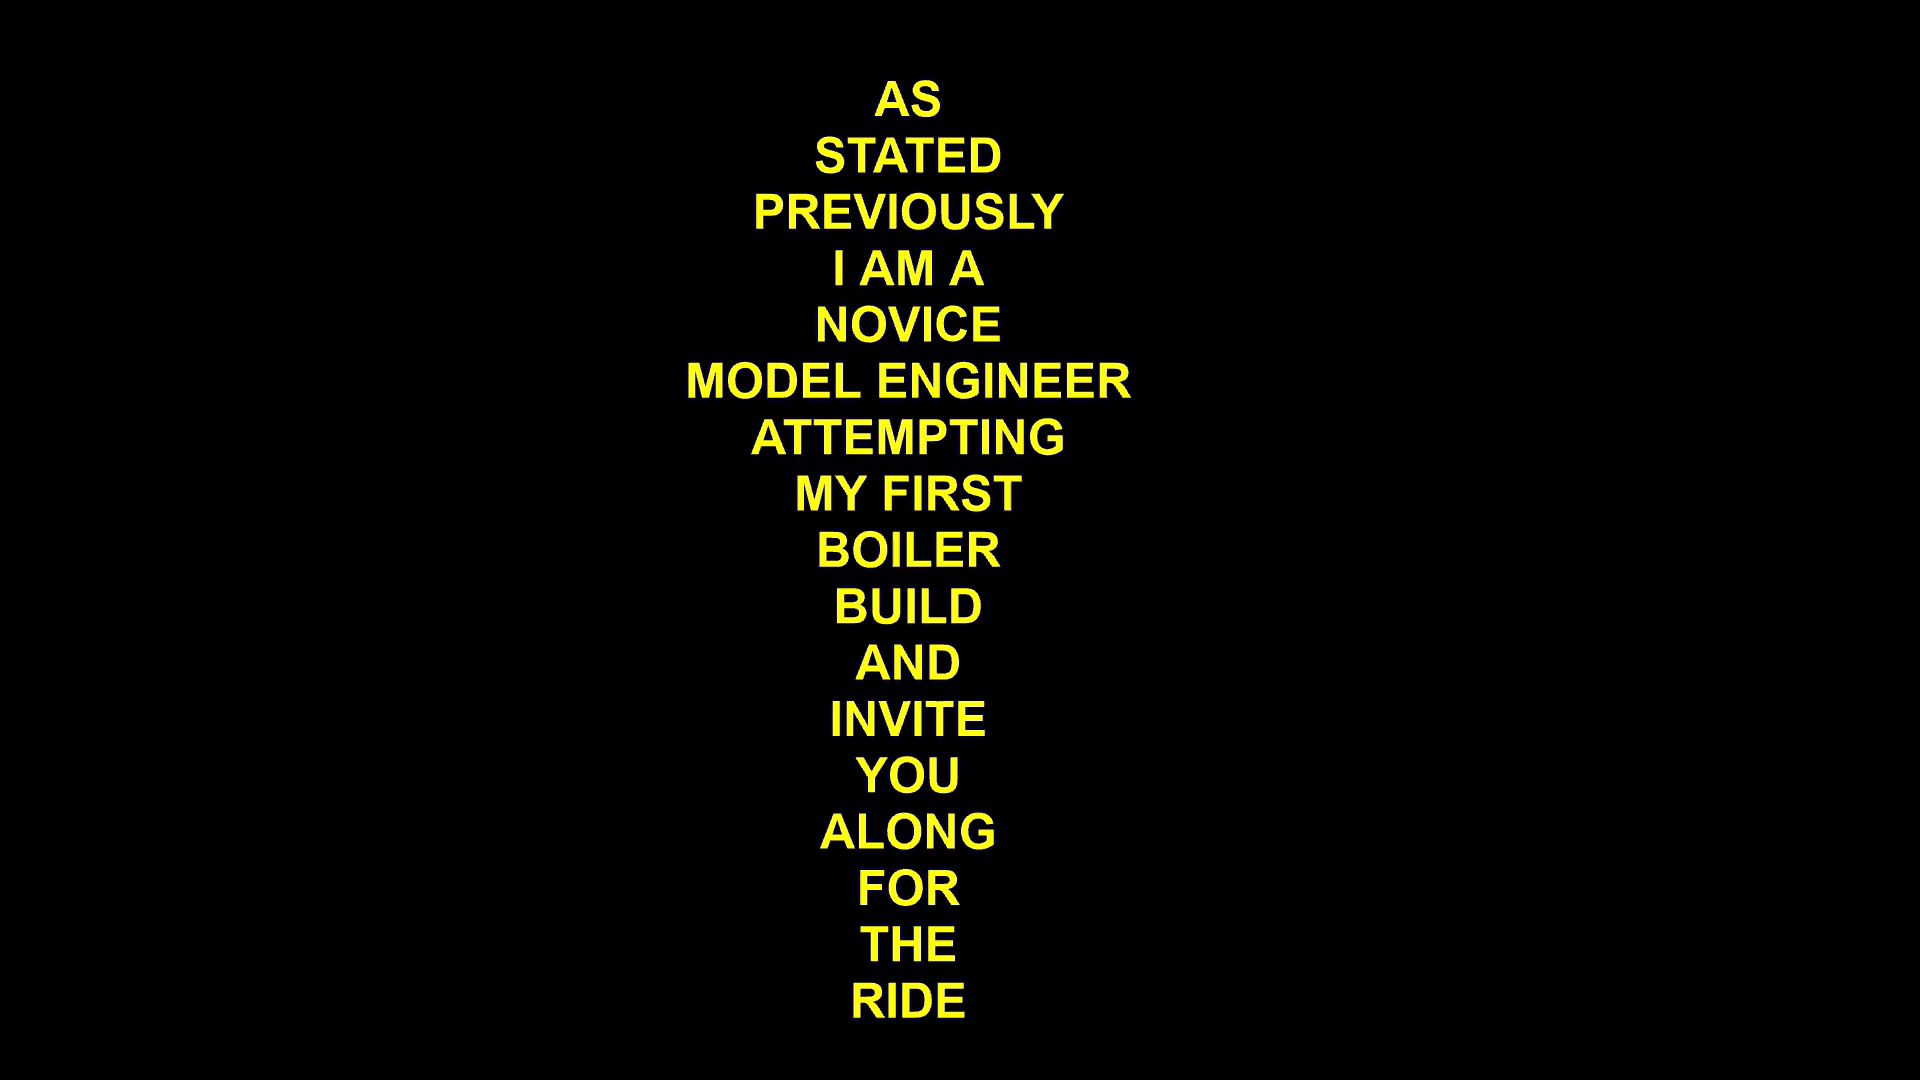 AS
STATED
PREVIOUSLY
I AM A
NOVICE
MODEL ENGINEER
ATTEMPTING
MY FIRST
BOILER
BUILD
AND
INVITE
YOU
ALONG
FOR
THE
RIDE